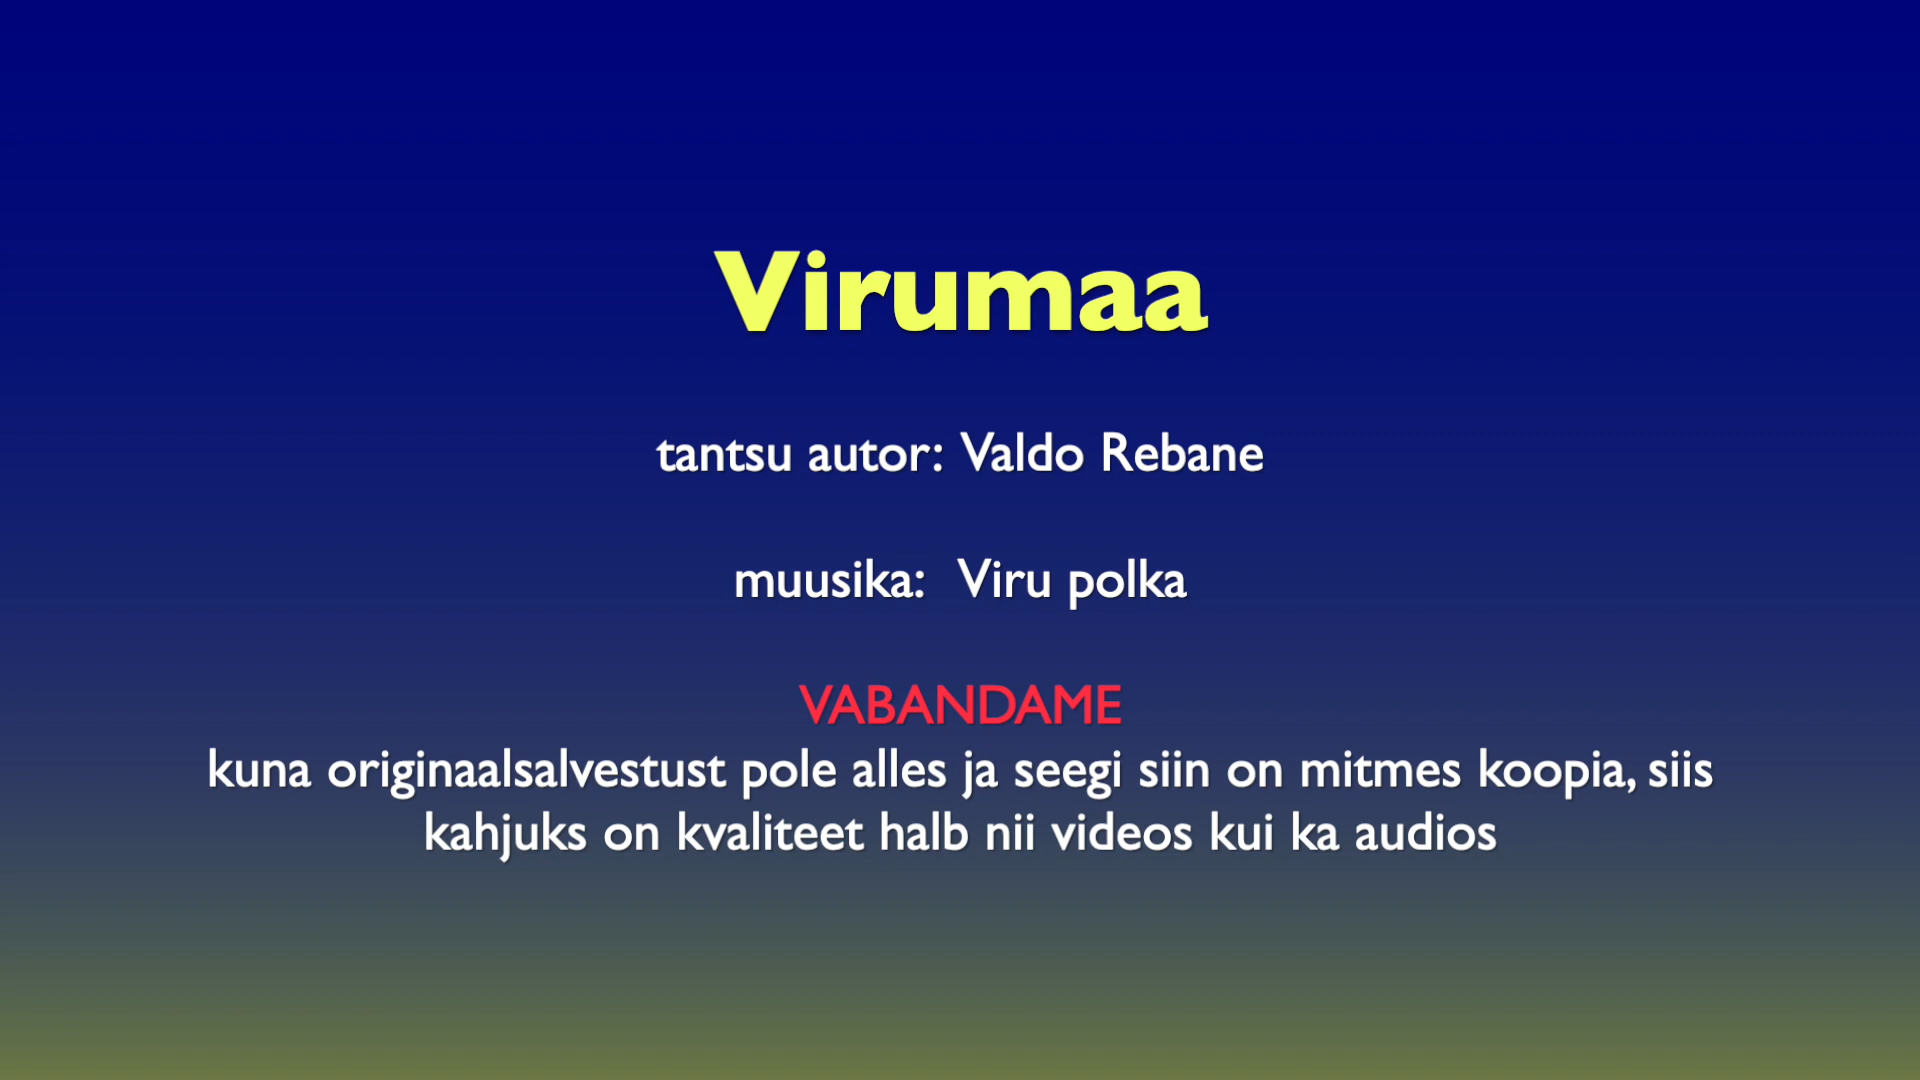 Virumaa
tantsu autor: Valdo Rebane
muusika: Viru polka
VABANDAME
kuna originaalsalvestust pole alles ja seegi siin on mitmes koopia, siis
kahjuks on kvaliteet halb nii videos kui ka audios